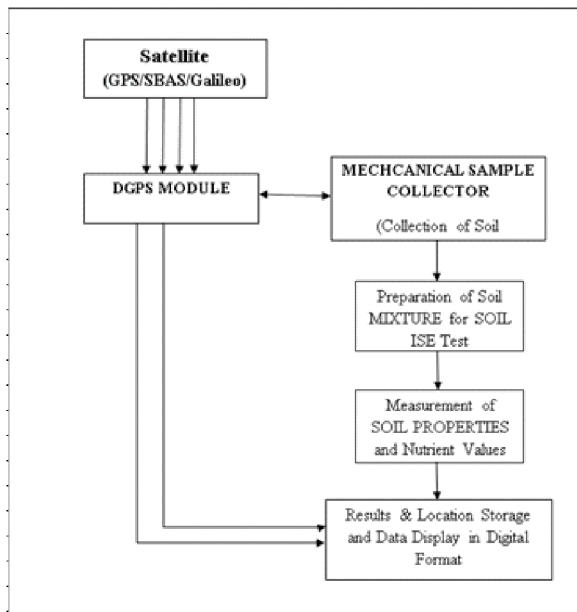 Satellite
(GPS/SBAS/Galileo)
DGPS MODULE
MECHCANICAL SAMPLE
COLLECTOR
(Collection of Soil
Preparation of Soil
MIXTURE for SOIL
ISE Test
Measurement of
SOIL PROPERTIES
and Nutrient Values
Results & Location Storage
and Data Display in Digital
Format